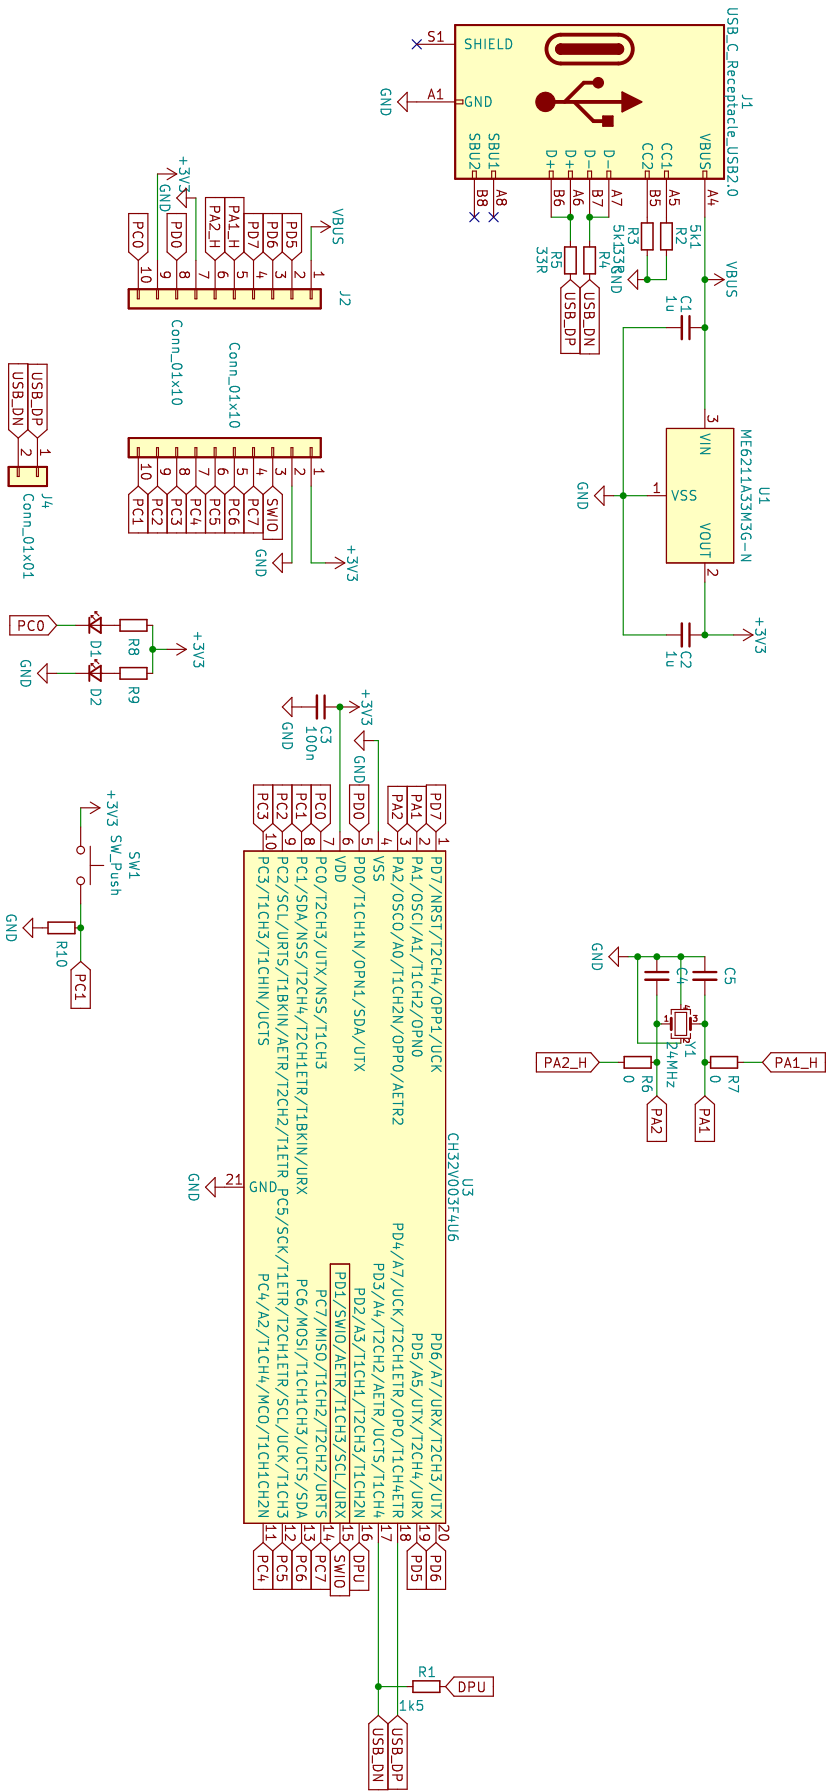 USB_C_Receptacle_USB2.0
J1
S1
SHIELD
A1
GND
GND
SBU2
SBU1
D+
D+
D-
D-
CC2
CC1
VBUS
B8
A8
B6
A6
B7
A7
B5
A5
A4
R5
33R
R4
33R
R3
5k1
R2
5k1
GND
USB_DP
USB_DN
VBUS
C1
1u
3
VIN
ME6211A33M3G-N
U1
GND
1
VSS
VOUT
2
+3V3
C2
1u
+3V3
GND
VBUS
PC0
PD0
PA2_H
PA1_H
PD7
PD6
PD5
10
9
8
7
6
5
4
3
2
1
J2
Conn_01x10
Conn_01x10
10
9
8
7
6
5
4
3
2
1
PC1
PC2
PC3
PC4
PC5
PC6
PC7
SWIO
GND
+3V3
USB_DN
USB_DP
2
1
J4
Conn_01x01
PC0
D1
R8
+3V3
GND
D2
R9
+3V3
C3
100n
GND
GND
PC3
PC2
PC1
PC0
PD0
PA2
PA1
PD7
10
9
8
7
6
5
4
3
2
1
PC3/T1CH3/T1CHIN/UCTS
PC2/SCL/URTS/T1BKIN/AETR/T2CH2/T1ETR
PC1/SDA/NSS/T2CH4/T2CH1ETR/T1BKIN/URX
PC0/T2CH3/UTX/NSS/T1CH3
VDD
PD0/T1CH1N/OPN1/SDA/UTX
VSS
PA2/OSCO/A0/T1CH2N/OPP0/AETR2
PA1/OSCI/A1/T1CH2/OPN0
PD7/NRST/T2CH4/OPP1/UCK
CH32V003F4U6
U3
GND
21
GND
PC4/A2/T1CH4/MCO/T1CH1CH2N
PC5/SCK/T1ETR/T2CH1ETR/SCL/UCK/T1CH3
PC6/MOSI/T1CH1CH3/UCTS/SDA
PC7/MISO/T1CH2/T2CH2/URTS
PD1/SWIO/AETR/T1CH3/SCL/URX
PD2/A3/T1CH1/T2CH3/T1CH2N
PD3/A4/T2CH2/AETR/UCTS/T1CH4
PD4/A7/UCK/T2CH1ETR/OPO/T1CH4ETR
PD5/A5/UTX/T2CH4/URX
PD6/A7/URX/T2CH3/UTX
11
12
13
14
15
16
17
18
19
20
PC4
PC5
PC6
PC7
SWIO
DPU
PD5
PD6
+3V3
SW_Push
SW1
GND
R10
PC1
GND
C4
C5
1
3
4
2
Y1
24MHz
PA2_H
R6
0
R7
0
PA1_H
PA2
PA1
R1
1k5
DPU
USB_DN
USB_DP